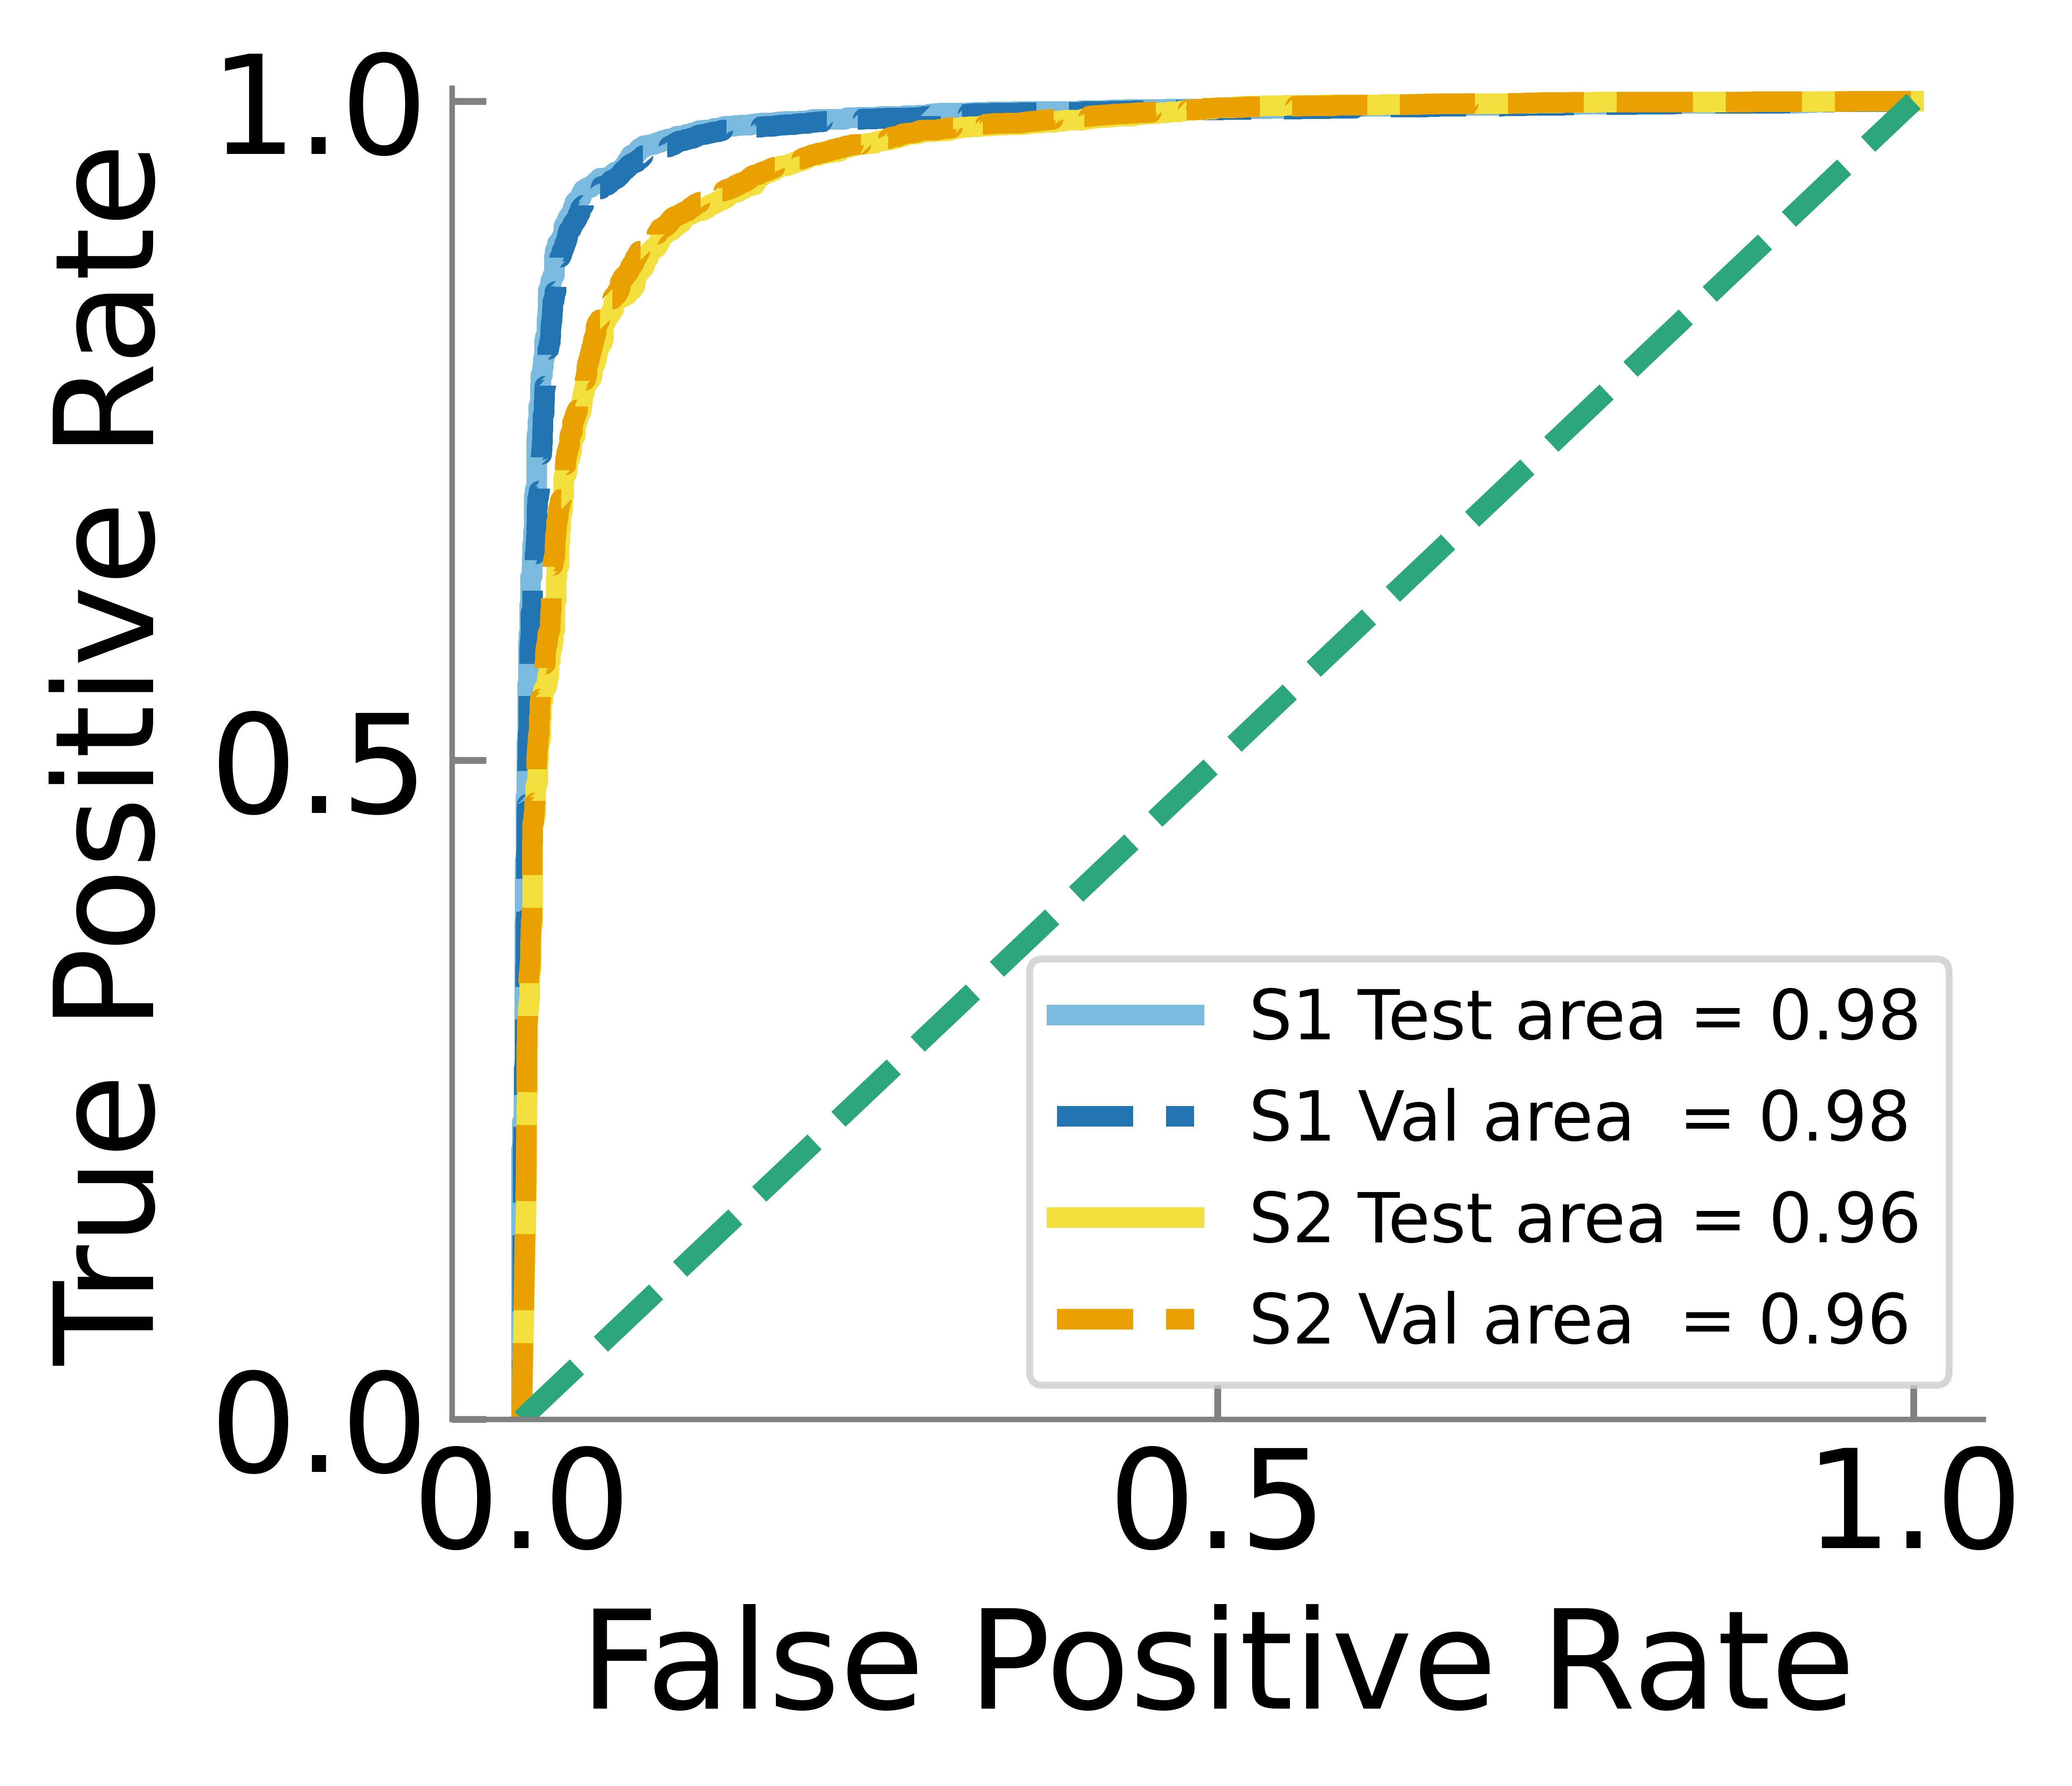 True Positive Rate
1.0
0.5
0.0
S1 Test area = 0.98
S1 Val area = 0.98
S2 Test area = 0.96
S2 Val area = 0.96
0.0 0.5 1.0
False Positive Rate